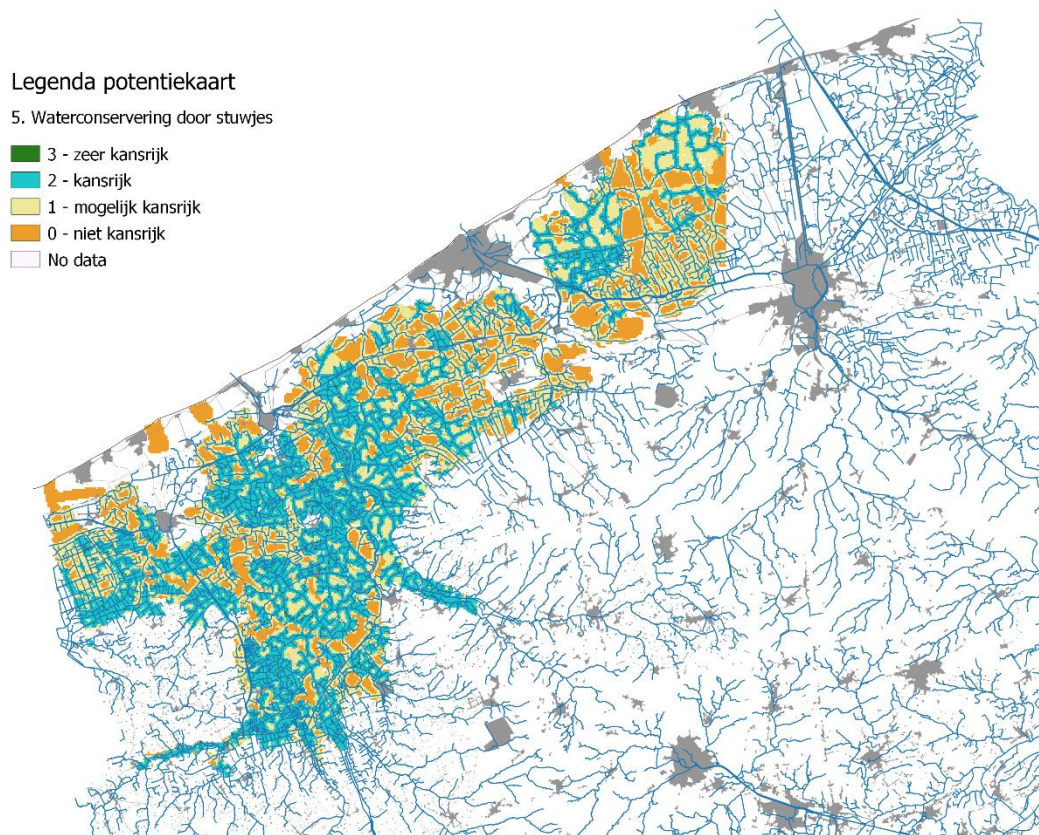 Legenda potentiekaart
5. Waterconservering door stuwjes
3 - zeer kansrijk
2 - kansrijk
1 - mogelijk kansrijk
0 - niet kansrijk
No data